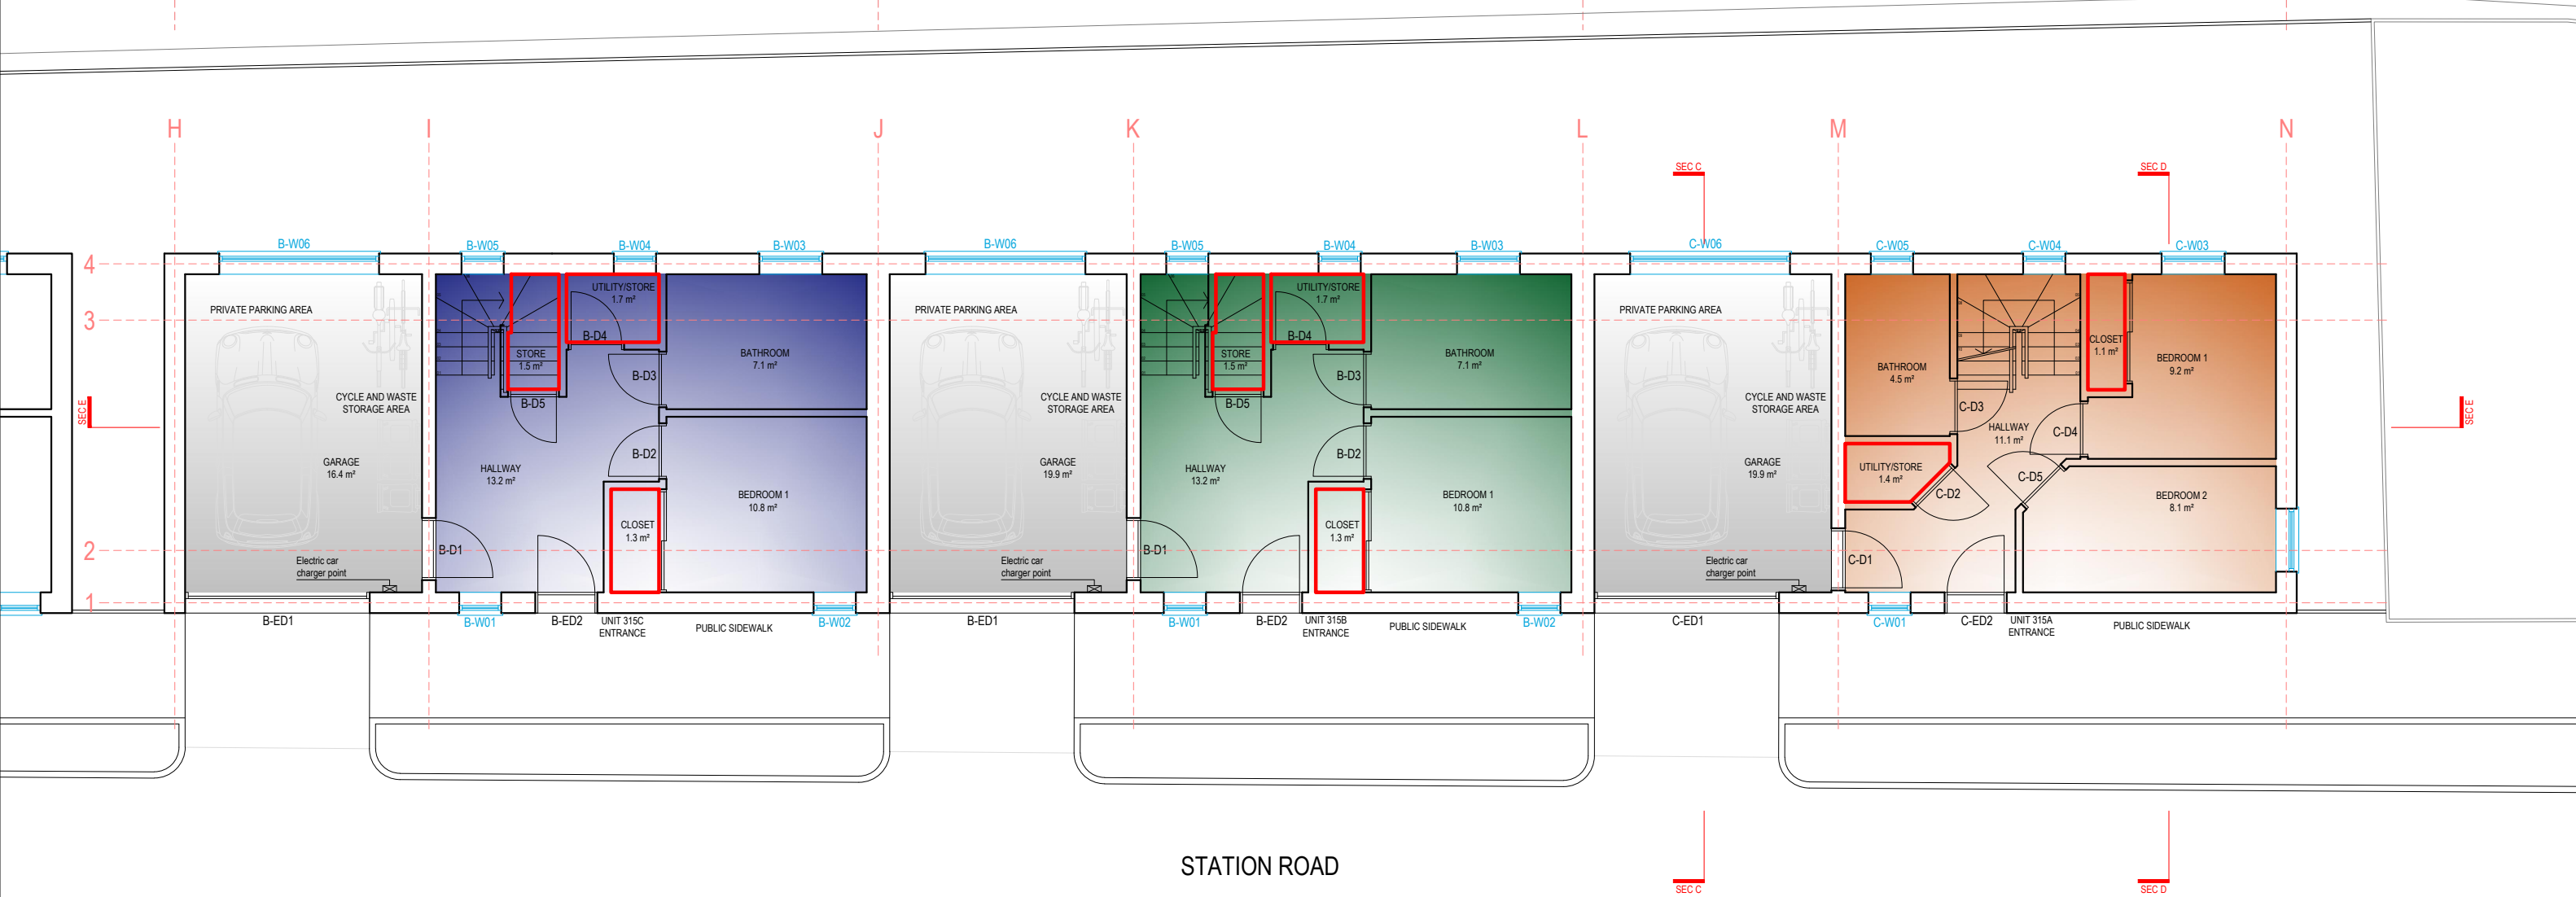 H
I
J
K
L
M
N
SEC C
SEC D
B-W06
B-W05
B-W04
B-W03
B-W06
B-W05
B-W04
B-W03
C-W06
C-W05
C-W04
C-W03
4
3
2
1
SEC E
SEC E
PRIVATE PARKING AREA
CYCLE AND WASTE
STORAGE AREA
GARAGE
16.4 m²
Electric car
charger point
UTILITY/STORE
1.7 m²
B-D4
STORE
1.5 m²
B-D5
B-D3
BATHROOM
7.1 m²
B-D2
HALLWAY
13.2 m²
BEDROOM 1
10.8 m²
CLOSET
1.3 m²
B-D1
PRIVATE PARKING AREA
CYCLE AND WASTE
STORAGE AREA
GARAGE
19.9 m²
Electric car
charger point
UTILITY/STORE
1.7 m²
B-D4
STORE
1.5 m²
B-D5
B-D3
BATHROOM
7.1 m²
B-D2
HALLWAY
13.2 m²
BEDROOM 1
10.8 m²
CLOSET
1.3 m²
B-D1
PRIVATE PARKING AREA
CYCLE AND WASTE
STORAGE AREA
GARAGE
19.9 m²
Electric car
charger point
BATHROOM
4.5 m²
CLOSET
1.1 m²
BEDROOM 1
9.2 m²
C-D3
HALLWAY
11.1 m²
C-D4
UTILITY/STORE
1.4 m²
C-D2
C-D5
BEDROOM 2
8.1 m²
C-D1
B-ED1
B-W01
B-ED2
UNIT 315C
ENTRANCE
PUBLIC SIDEWALK
B-W02
B-ED1
B-W01
B-ED2
UNIT 315B
ENTRANCE
PUBLIC SIDEWALK
B-W02
C-ED1
C-W01
C-ED2
UNIT 315A
ENTRANCE
PUBLIC SIDEWALK
STATION ROAD
SEC C
SEC D